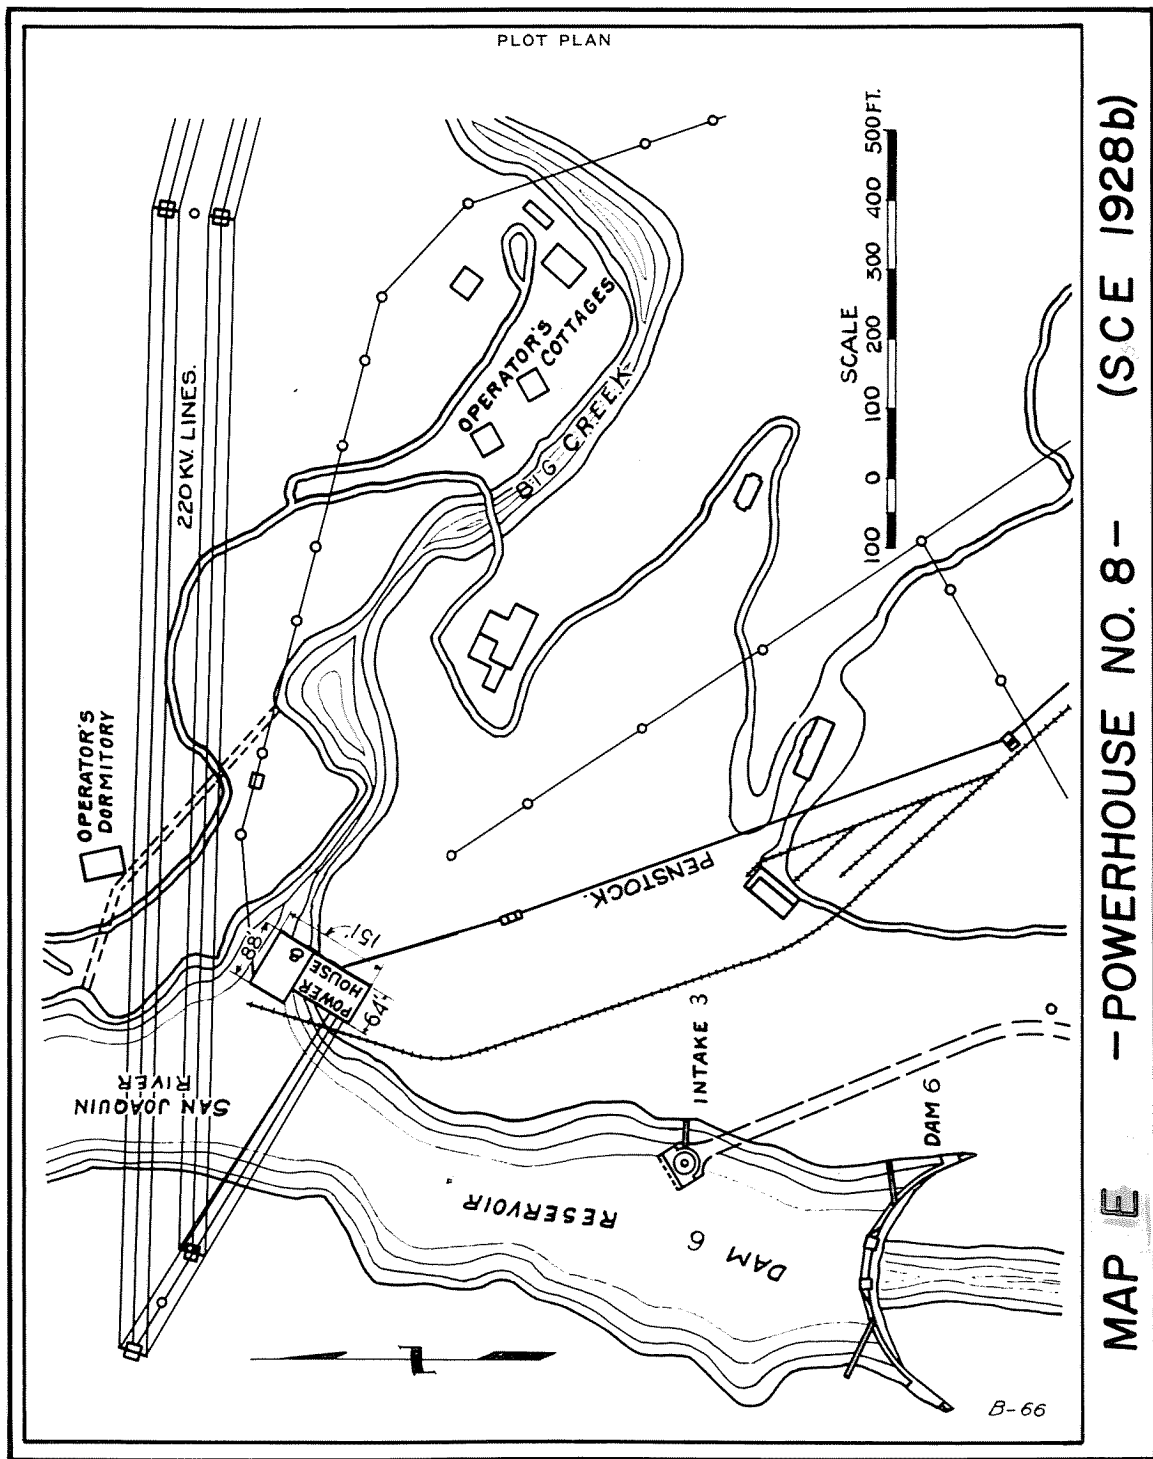 PLOT PLAN
220 KV. LINES.
OPERATOR'S
DORMITORY
OPERATOR'S
COTTAGES
BIG CREEK
SCALE
100 0 100 200 300 400 500 FT.
88'
151'
64'
POWER
HOUSE 8
PENSTOCK.
SAN JOAQUIN
RIVER
INTAKE 3
DAM 6
RESERVOIR
DAM 6
B-66
MAP E -POWERHOUSE NO. 8- (SCE 1928b)